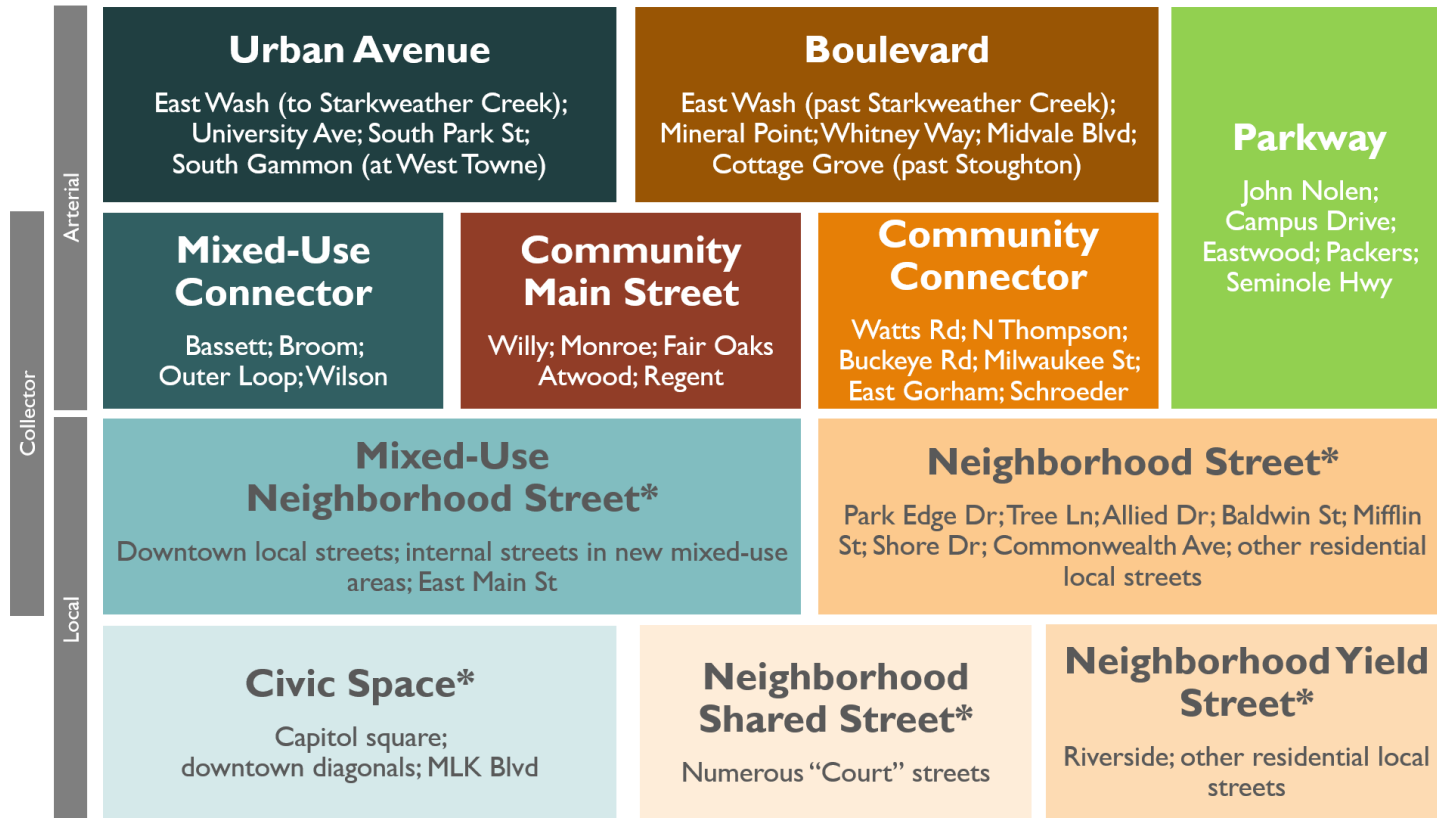 Urban Avenue
East Wash (to Starkweather Creek);
University Ave; South Park St;
South Gammon (at West Towne)
Boulevard
East Wash (past Starkweather Creek);
Mineral Point; Whitney Way; Midvale Blvd;
Cottage Grove (past Stoughton)
Parkway
John Nolen;
Campus Drive;
Eastwood; Packers;
Seminole Hwy
Arterial
Collector
Local
Mixed-Use
Connector
Bassett; Broom;
Outer Loop; Wilson
Community
Main Street
Willy; Monroe; Fair Oaks
Atwood; Regent
Community
Connector
Watts Rd; N Thompson;
Buckeye Rd; Milwaukee St;
East Gorham; Schroeder
Mixed-Use
Neighborhood Street*
Downtown local streets; internal streets in new mixed-use
areas; East Main St
Neighborhood Street*
Park Edge Dr; Tree Ln; Allied Dr; Baldwin St; Mifflin
St; Shore Dr; Commonwealth Ave; other residential
local streets
Civic Space*
Capitol square;
downtown diagonals; MLK Blvd
Neighborhood
Shared Street*
Numerous “Court” streets
Neighborhood Yield
Street*
Riverside; other residential local
streets